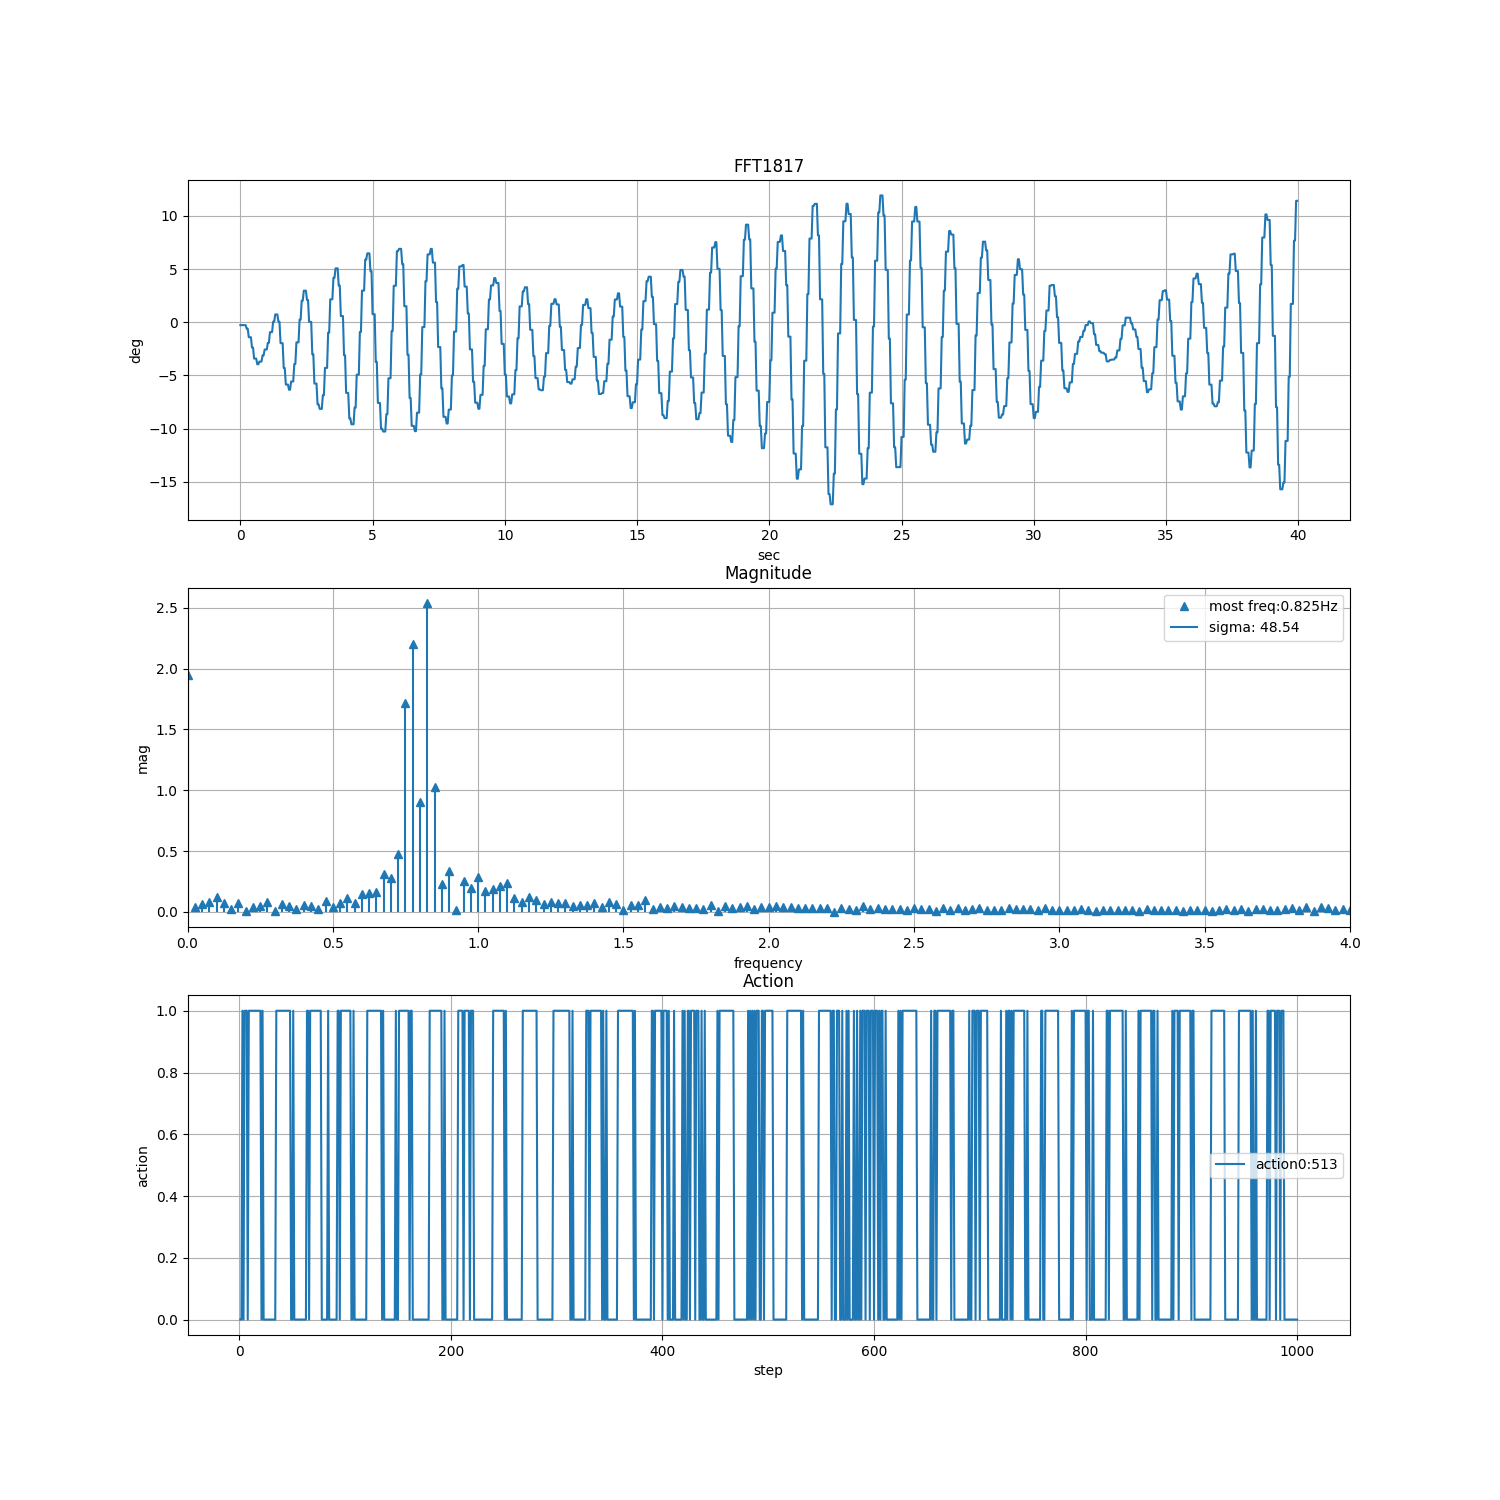 FFT1817
10
5
0
−5
−10
−15
deg
0 5 10 15 20 25 30 35 40
sec
Magnitude
most freq:0.825Hz
sigma: 48.54
2.5
2.0
1.5
1.0
0.5
0.0
mag
0.0 0.5 1.0 1.5 2.0 2.5 3.0 3.5 4.0
frequency
Action
1.0
0.8
0.6
0.4
0.2
0.0
action
action0:513
0 200 400 600 800 1000
step